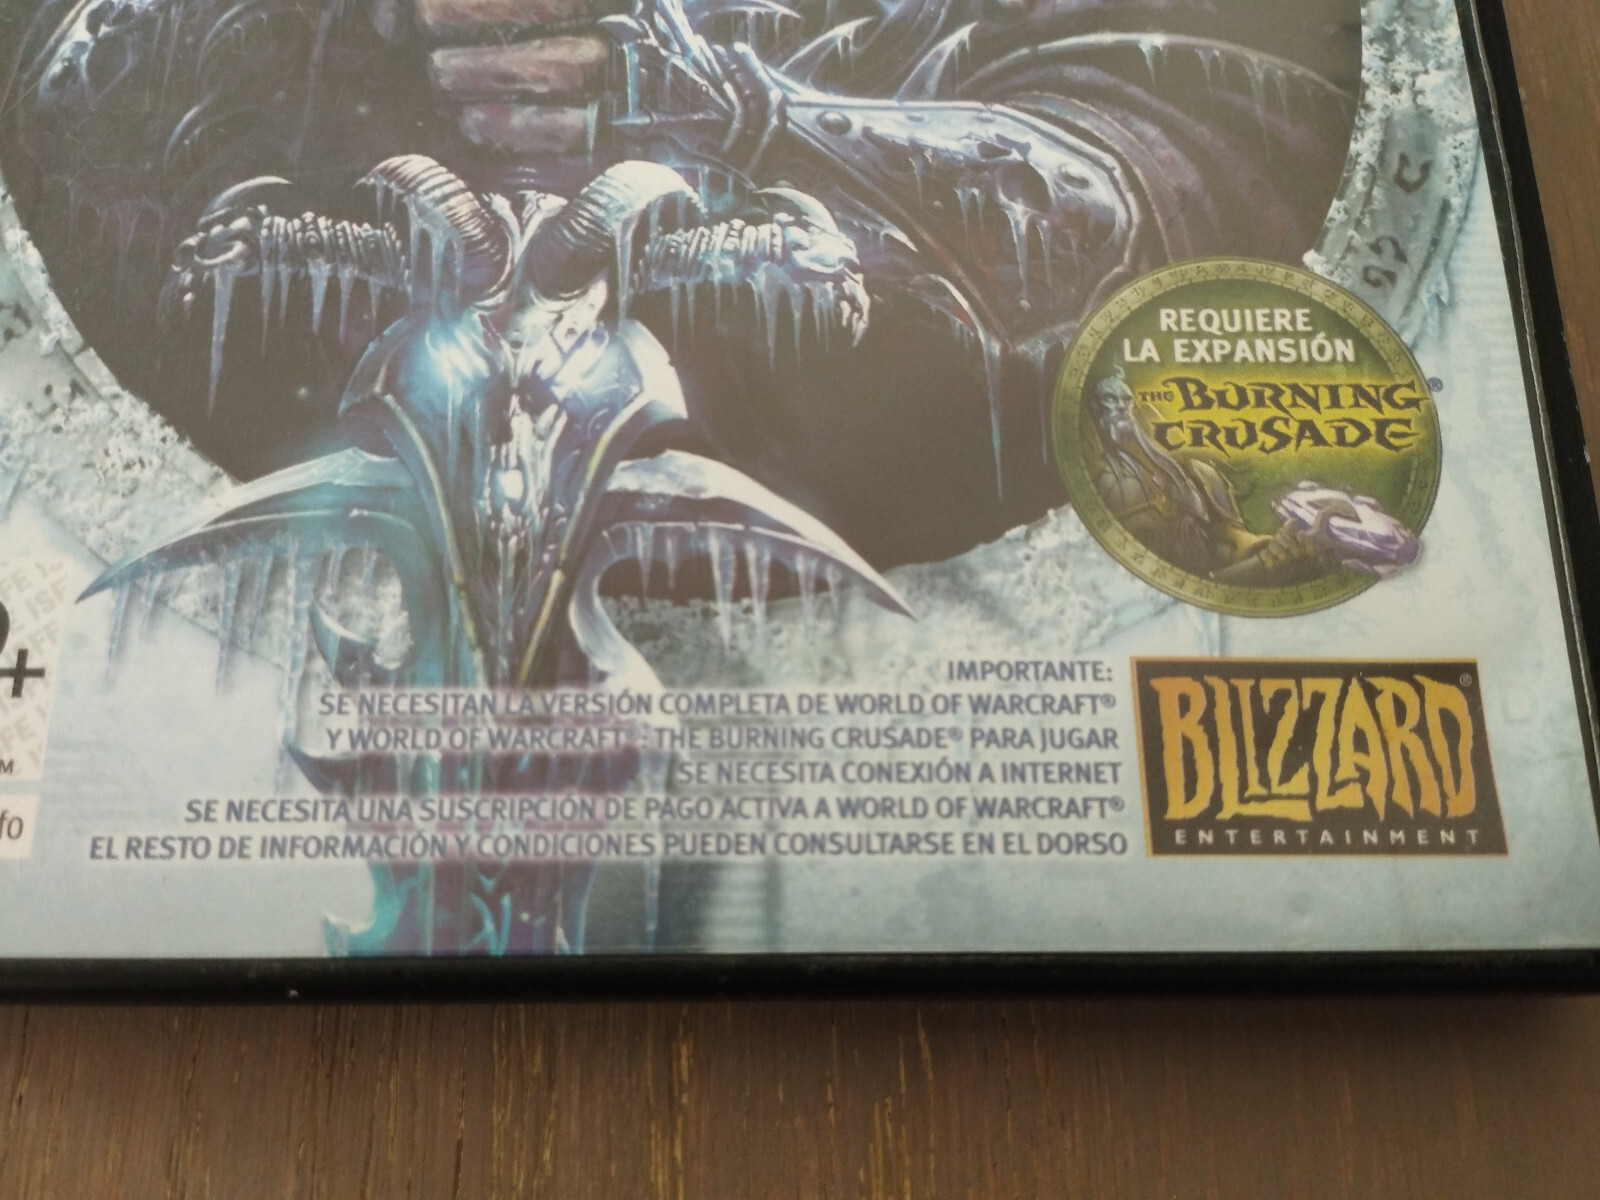 REQUIERE
LA EXPANSIÓN
THE BURNING®
CRUSADE
IMPORTANTE:
SE NECESITAN LA VERSIÓN COMPLETA DE WORLD OF WARCRAFT®
Y WORLD OF WARCRAFT®: THE BURNING CRUSADE® PARA JUGAR
SE NECESITA CONEXIÓN A INTERNET
SE NECESITA UNA SUSCRIPCIÓN DE PAGO ACTIVA A WORLD OF WARCRAFT®
EL RESTO DE INFORMACIÓN Y CONDICIONES PUEDEN CONSULTARSE EN EL DORSO
BLIZZARD®
ENTERTAINMENT